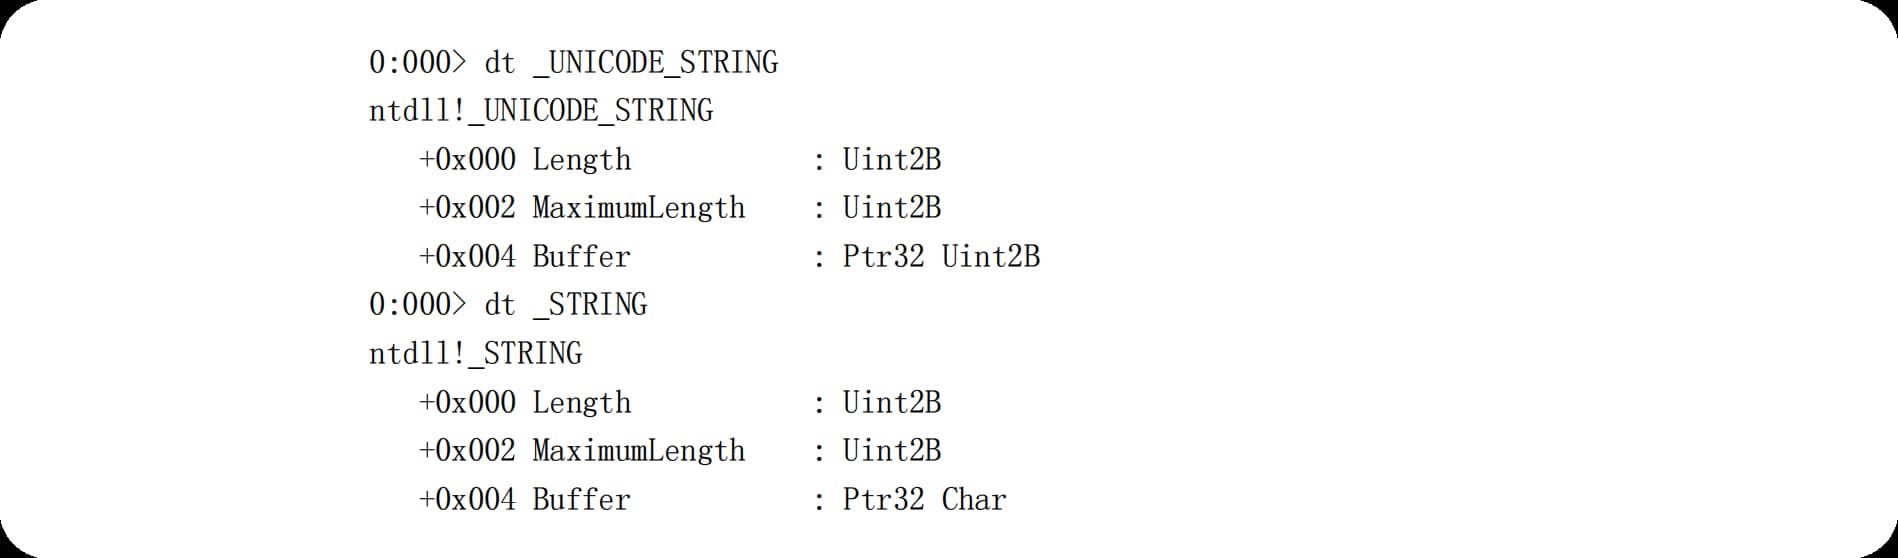 0:000> dt _UNICODE_STRING
ntdll!_UNICODE_STRING
   +0x000 Length           : Uint2B
   +0x002 MaximumLength    : Uint2B
   +0x004 Buffer           : Ptr32 Uint2B
0:000> dt _STRING
ntdll!_STRING
   +0x000 Length           : Uint2B
   +0x002 MaximumLength    : Uint2B
   +0x004 Buffer           : Ptr32 Char